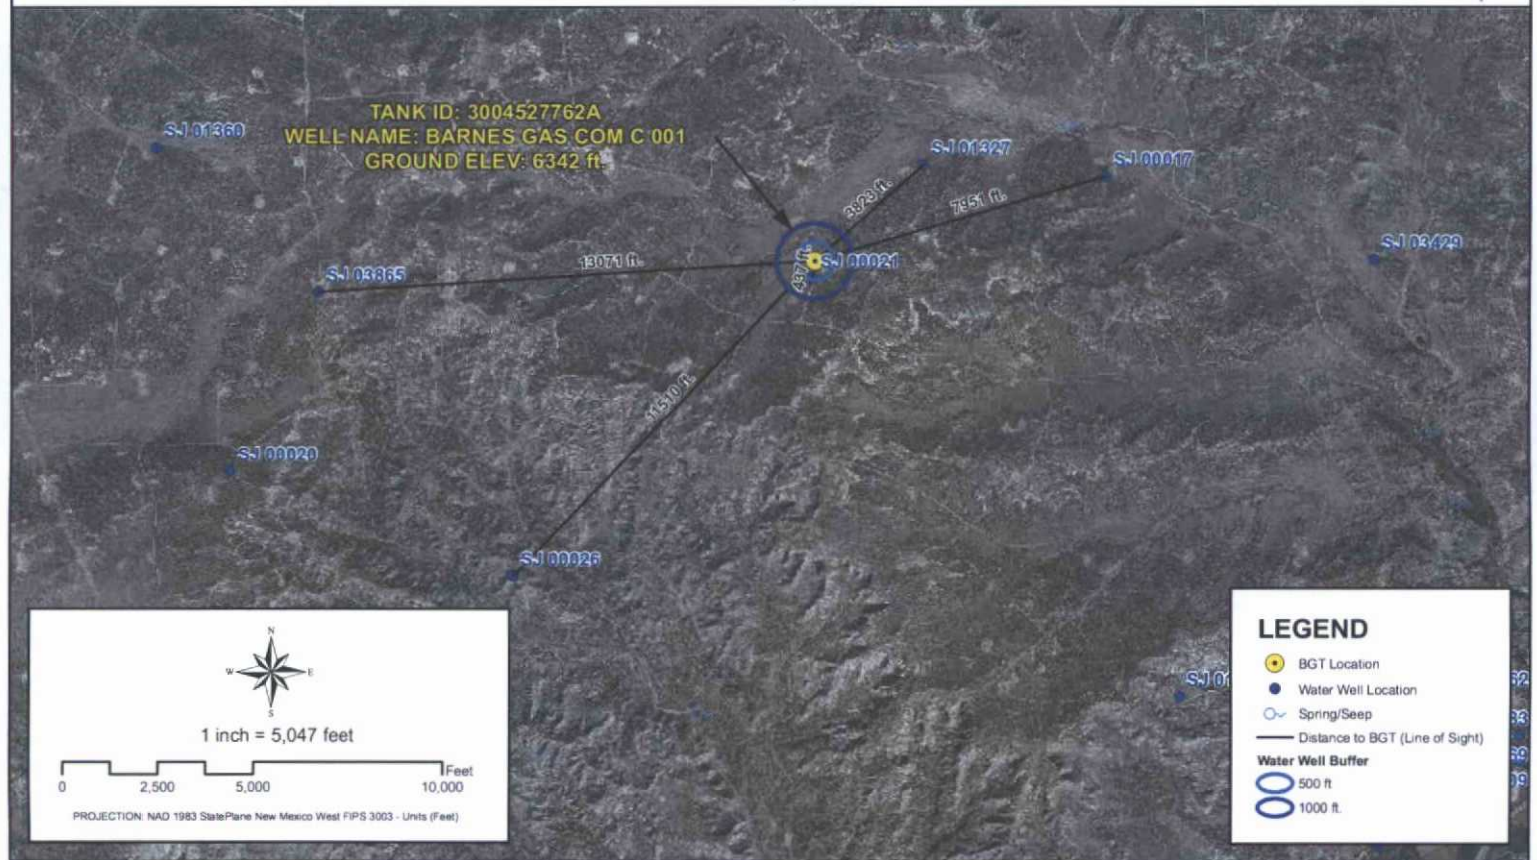 TANK ID: 3004527762A
WELL NAME: BARNES GAS COM C 001
GROUND ELEV: 6342 ft.
SJ 01360
SJ 01327
SJ 00017
3823 ft.
7951 ft.
SJ 03429
SJ 03865
13071 ft.
SJ 00021
437 ft.
11510 ft.
SJ 00020
SJ 00026
N
W
E
S
1 inch = 5,047 feet
Feet
0
2,500
5,000
10,000
PROJECTION: NAD 1983 StatePlane New Mexico West FIPS 3003 - Units (Feet)
LEGEND
BGT Location
Water Well Location
Spring/Seep
Distance to BGT (Line of Sight)
Water Well Buffer
500 ft
1000 ft.